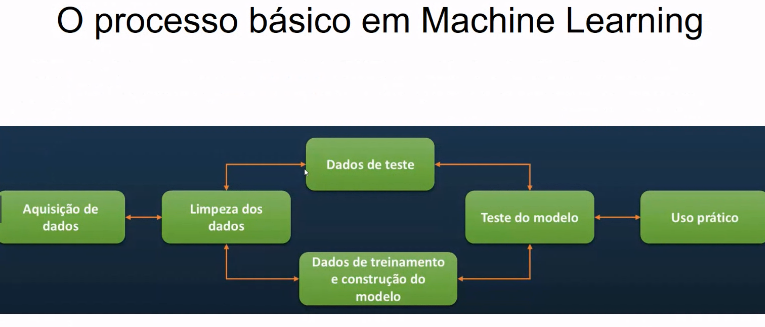 O processo básico em Machine Learning
Dados de teste
Aquisição de
dados
Limpeza dos
dados
Teste do modelo
Uso prático
Dados de treinamento
e construção do
modelo